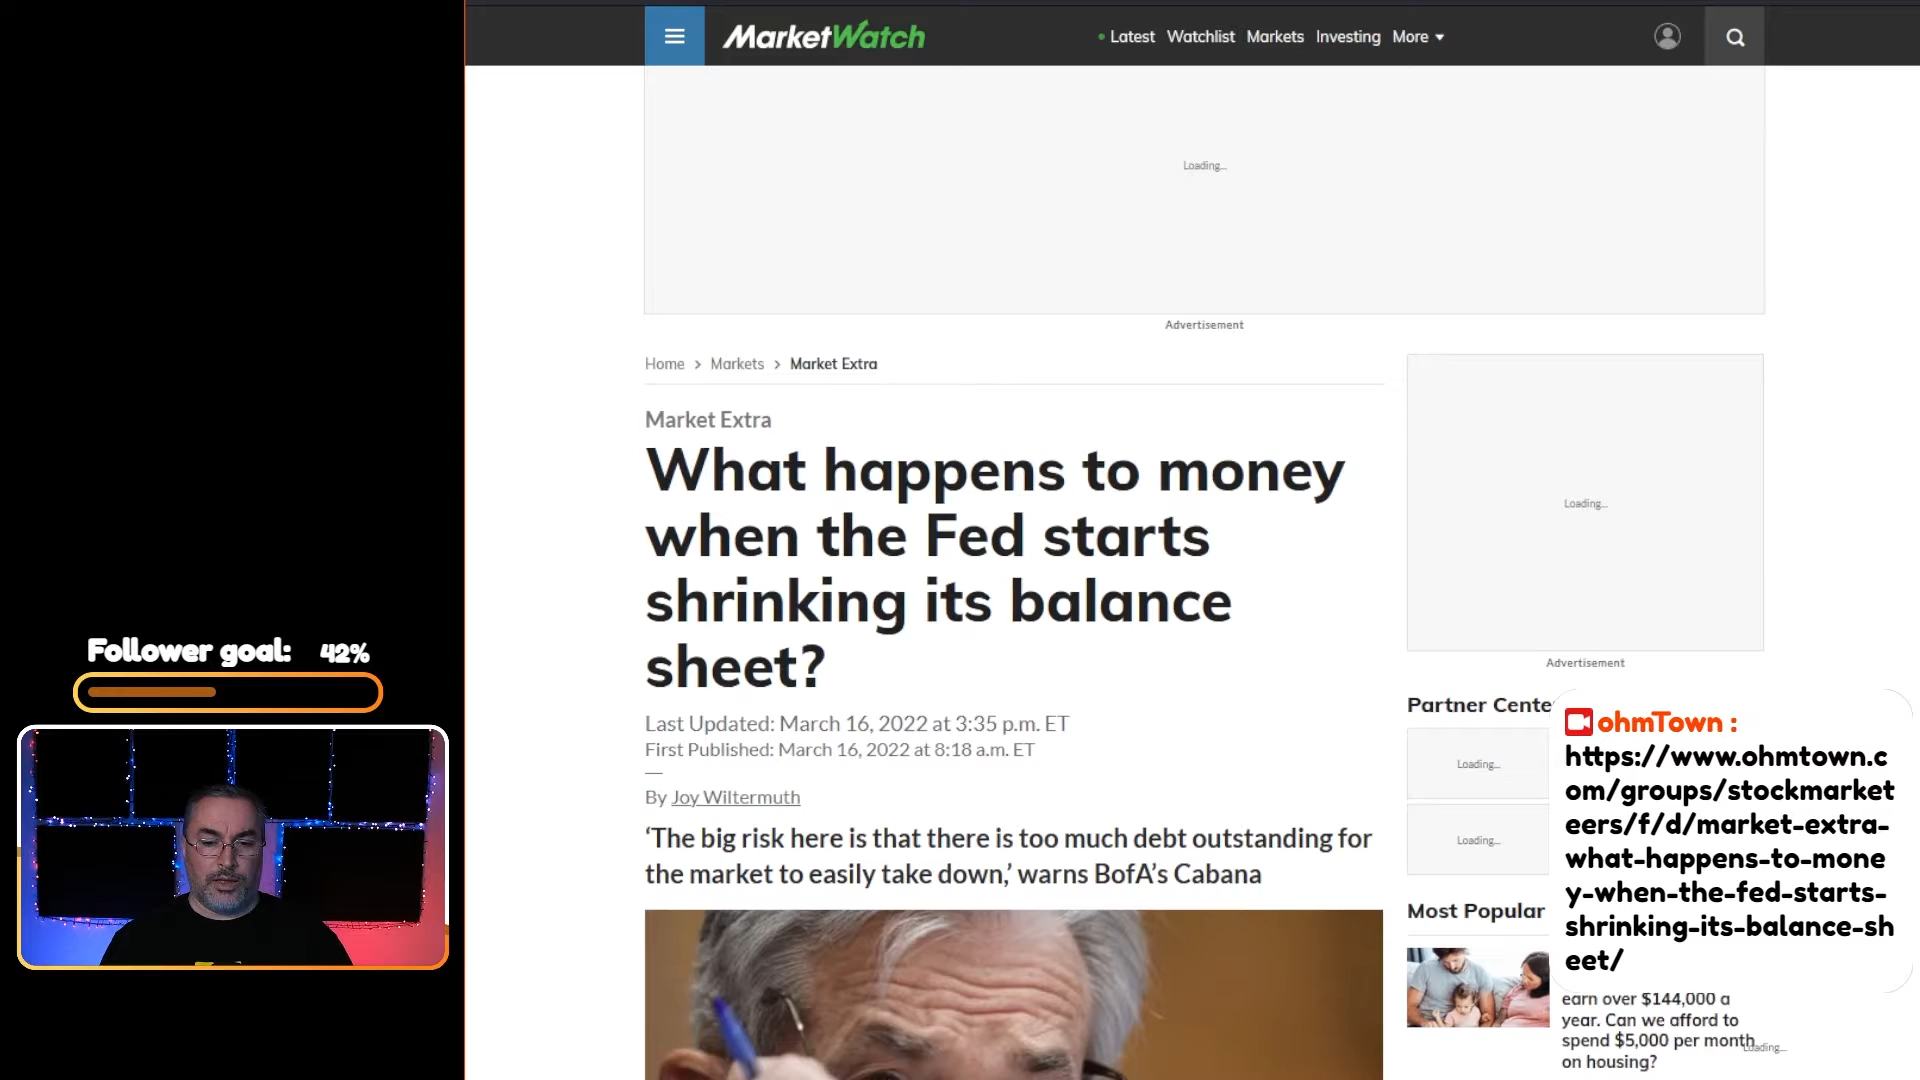 MarketWatch
Latest Watchlist Markets Investing More
Loading...
Advertisement
Home > Markets > Market Extra
Market Extra
What happens to money
when the Fed starts
shrinking its balance
sheet?
Last Updated: March 16, 2022 at 3:35 p.m. ET
First Published: March 16, 2022 at 8:18 a.m. ET
By Joy Wiltermuth
‘The big risk here is that there is too much debt outstanding for
the market to easily take down,’ warns BofA’s Cabana
Loading...
Advertisement
Partner Cente
Loading...
Loading...
Most Popular
earn over $144,000 a
year. Can we afford to
spend $5,000 per month
on housing?
Loading...
ohmTown :
https://www.ohmtown.c
om/groups/stockmarket
eers/f/d/market-extra-
what-happens-to-mone
y-when-the-fed-starts-
shrinking-its-balance-sh
eet/
Follower goal: 42%